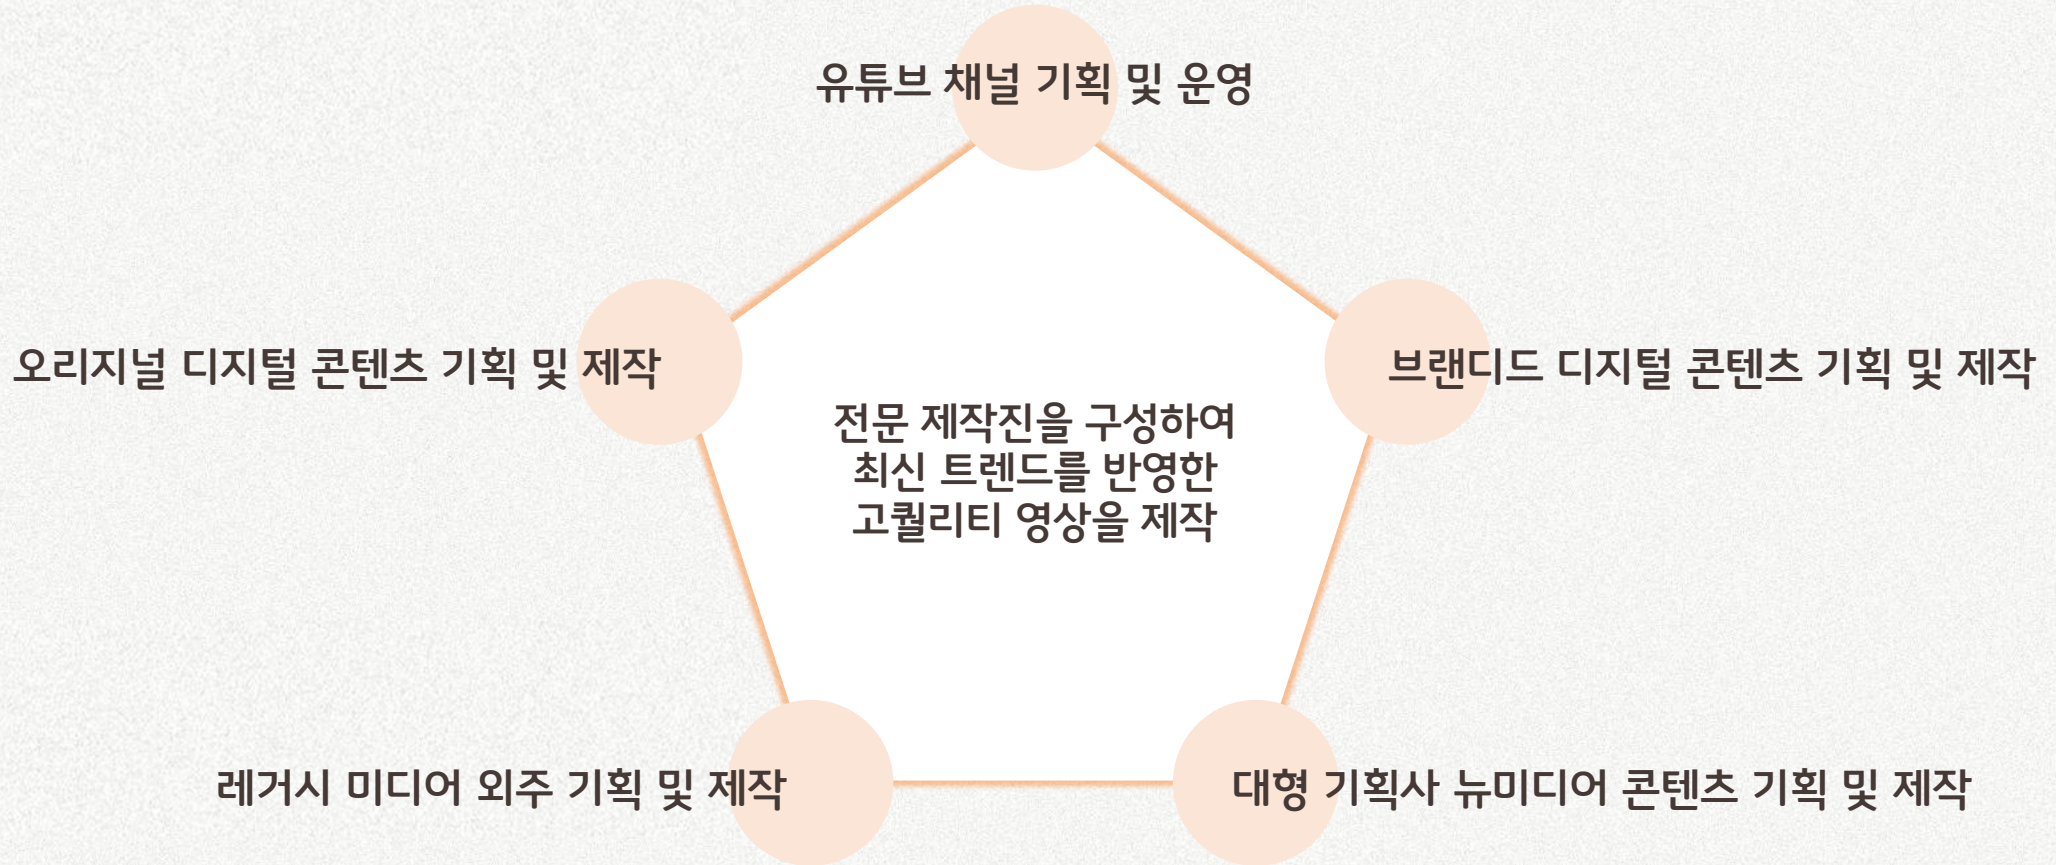 유튜브 채널 기획 및 운영
오리지널 디지털 콘텐츠 기획 및 제작
브랜디드 디지털 콘텐츠 기획 및 제작
전문 제작진을 구성하여
최신 트렌드를 반영한
고퀄리티 영상을 제작
레거시 미디어 외주 기획 및 제작
대형 기획사 뉴미디어 콘텐츠 기획 및 제작